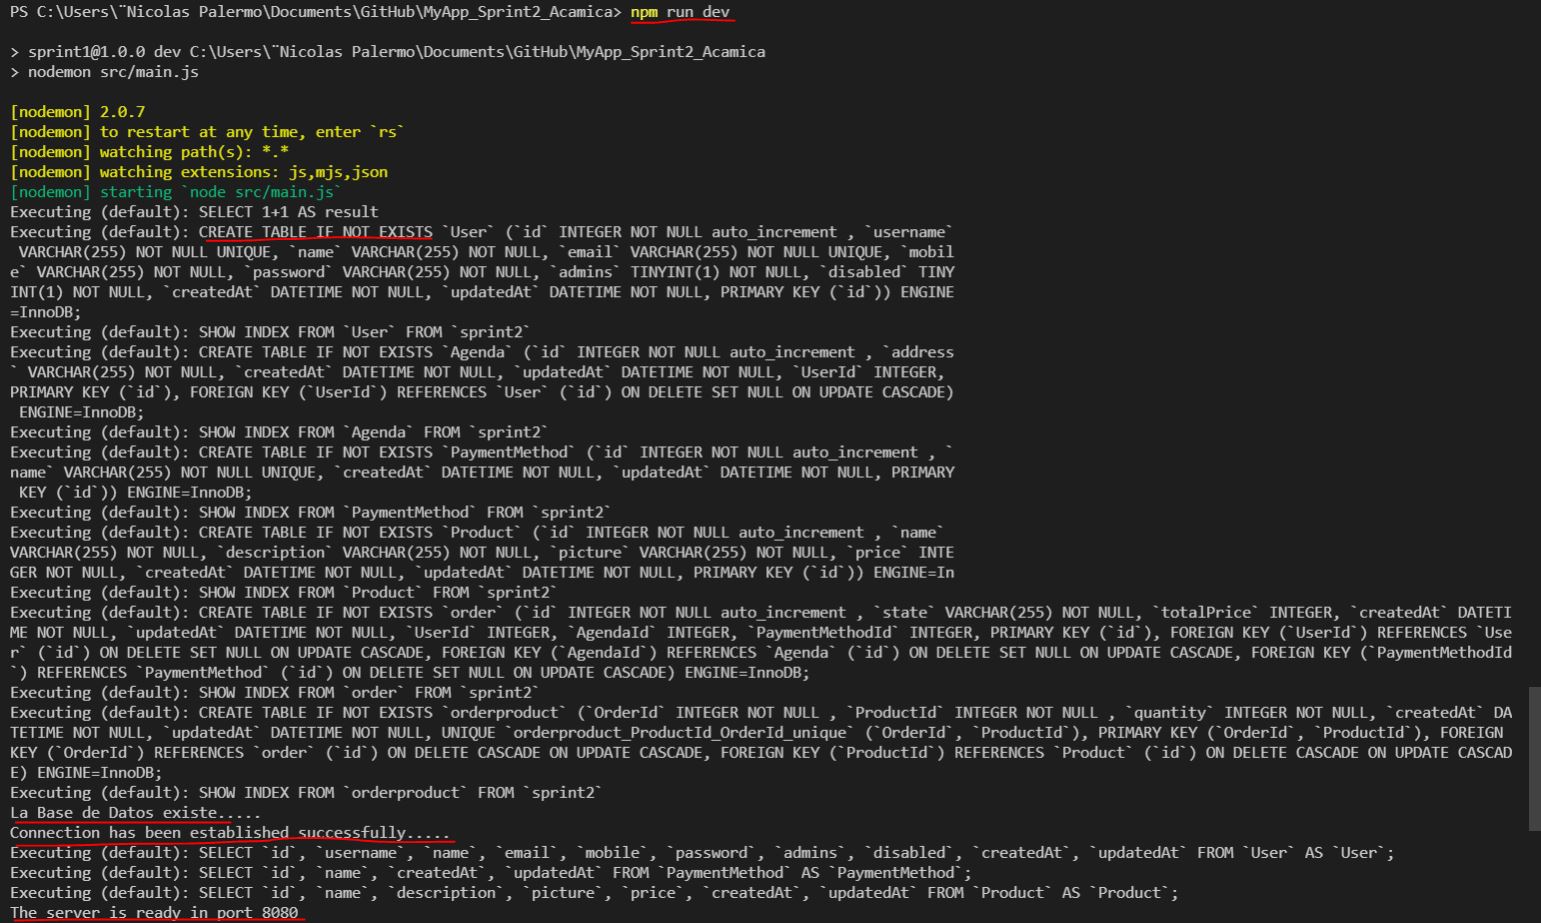 PS C:\Users\¨Nicolas Palermo\Documents\GitHub\MyApp_Sprint2_Acamica> npm run dev
> sprint1@1.0.0 dev C:\Users\¨Nicolas Palermo\Documents\GitHub\MyApp_Sprint2_Acamica
> nodemon src/main.js
[nodemon] 2.0.7
[nodemon] to restart at any time, enter `rs`
[nodemon] watching path(s): *.*
[nodemon] watching extensions: js,mjs,json
[nodemon] starting `node src/main.js`
Executing (default): SELECT 1+1 AS result
Executing (default): CREATE TABLE IF NOT EXISTS `User` (`id` INTEGER NOT NULL auto_increment , `username`
 VARCHAR(255) NOT NULL UNIQUE, `name` VARCHAR(255) NOT NULL, `email` VARCHAR(255) NOT NULL UNIQUE, `mobil
e` VARCHAR(255) NOT NULL, `password` VARCHAR(255) NOT NULL, `admins` TINYINT(1) NOT NULL, `disabled` TINY
INT(1) NOT NULL, `createdAt` DATETIME NOT NULL, `updatedAt` DATETIME NOT NULL, PRIMARY KEY (`id`)) ENGINE
=InnoDB;
Executing (default): SHOW INDEX FROM `User` FROM `sprint2`
Executing (default): CREATE TABLE IF NOT EXISTS `Agenda` (`id` INTEGER NOT NULL auto_increment , `address
` VARCHAR(255) NOT NULL, `createdAt` DATETIME NOT NULL, `updatedAt` DATETIME NOT NULL, `UserId` INTEGER,
PRIMARY KEY (`id`), FOREIGN KEY (`UserId`) REFERENCES `User` (`id`) ON DELETE SET NULL ON UPDATE CASCADE)
 ENGINE=InnoDB;
Executing (default): SHOW INDEX FROM `Agenda` FROM `sprint2`
Executing (default): CREATE TABLE IF NOT EXISTS `PaymentMethod` (`id` INTEGER NOT NULL auto_increment , `
name` VARCHAR(255) NOT NULL UNIQUE, `createdAt` DATETIME NOT NULL, `updatedAt` DATETIME NOT NULL, PRIMARY
 KEY (`id`)) ENGINE=InnoDB;
Executing (default): SHOW INDEX FROM `PaymentMethod` FROM `sprint2`
Executing (default): CREATE TABLE IF NOT EXISTS `Product` (`id` INTEGER NOT NULL auto_increment , `name`
VARCHAR(255) NOT NULL, `description` VARCHAR(255) NOT NULL, `picture` VARCHAR(255) NOT NULL, `price` INTE
GER NOT NULL, `createdAt` DATETIME NOT NULL, `updatedAt` DATETIME NOT NULL, PRIMARY KEY (`id`)) ENGINE=In
Executing (default): SHOW INDEX FROM `Product` FROM `sprint2`
Executing (default): CREATE TABLE IF NOT EXISTS `order` (`id` INTEGER NOT NULL auto_increment , `state` VARCHAR(255) NOT NULL, `totalPrice` INTEGER, `createdAt` DATETI
ME NOT NULL, `updatedAt` DATETIME NOT NULL, `UserId` INTEGER, `AgendaId` INTEGER, `PaymentMethodId` INTEGER, PRIMARY KEY (`id`), FOREIGN KEY (`UserId`) REFERENCES `Use
r` (`id`) ON DELETE SET NULL ON UPDATE CASCADE, FOREIGN KEY (`AgendaId`) REFERENCES `Agenda` (`id`) ON DELETE SET NULL ON UPDATE CASCADE, FOREIGN KEY (`PaymentMethodId
`) REFERENCES `PaymentMethod` (`id`) ON DELETE SET NULL ON UPDATE CASCADE) ENGINE=InnoDB;
Executing (default): SHOW INDEX FROM `order` FROM `sprint2`
Executing (default): CREATE TABLE IF NOT EXISTS `orderproduct` (`OrderId` INTEGER NOT NULL , `ProductId` INTEGER NOT NULL , `quantity` INTEGER NOT NULL, `createdAt` DA
TETIME NOT NULL, `updatedAt` DATETIME NOT NULL, UNIQUE `orderproduct_ProductId_OrderId_unique` (`OrderId`, `ProductId`), PRIMARY KEY (`OrderId`, `ProductId`), FOREIGN
KEY (`OrderId`) REFERENCES `order` (`id`) ON DELETE CASCADE ON UPDATE CASCADE, FOREIGN KEY (`ProductId`) REFERENCES `Product` (`id`) ON DELETE CASCADE ON UPDATE CASCAD
E) ENGINE=InnoDB;
Executing (default): SHOW INDEX FROM `orderproduct` FROM `sprint2`
La Base de Datos existe.....
Connection has been established successfully.....
Executing (default): SELECT `id`, `username`, `name`, `email`, `mobile`, `password`, `admins`, `disabled`, `createdAt`, `updatedAt` FROM `User` AS `User`;
Executing (default): SELECT `id`, `name`, `createdAt`, `updatedAt` FROM `PaymentMethod` AS `PaymentMethod`;
Executing (default): SELECT `id`, `name`, `description`, `picture`, `price`, `createdAt`, `updatedAt` FROM `Product` AS `Product`;
The server is ready in port 8080